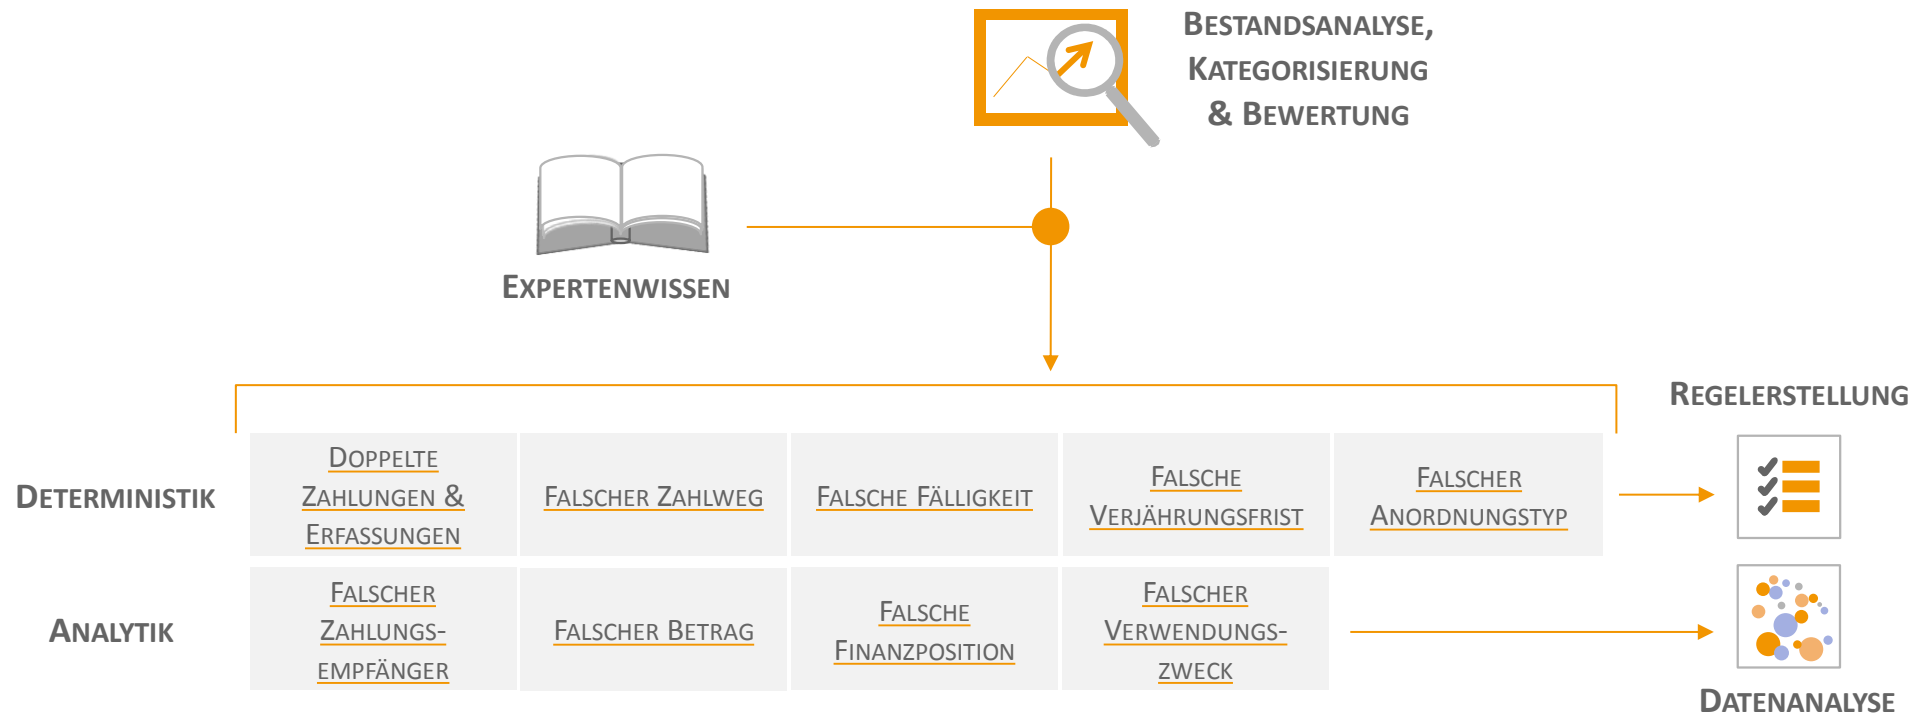 Bestandsanalyse,
Kategorisierung
& Bewertung
Expertenwissen
Regelerstellung
Deterministik
Doppelte
Zahlungen &
Erfassungen
Falscher Zahlweg
Falsche Fälligkeit
Falsche
Verjährungsfrist
Falscher
Anordnungstyp
Analytik
Falscher
Zahlungs-
empfänger
Falscher Betrag
Falsche
Finanzposition
Falscher
Verwendungs-
zweck
Datenanalyse